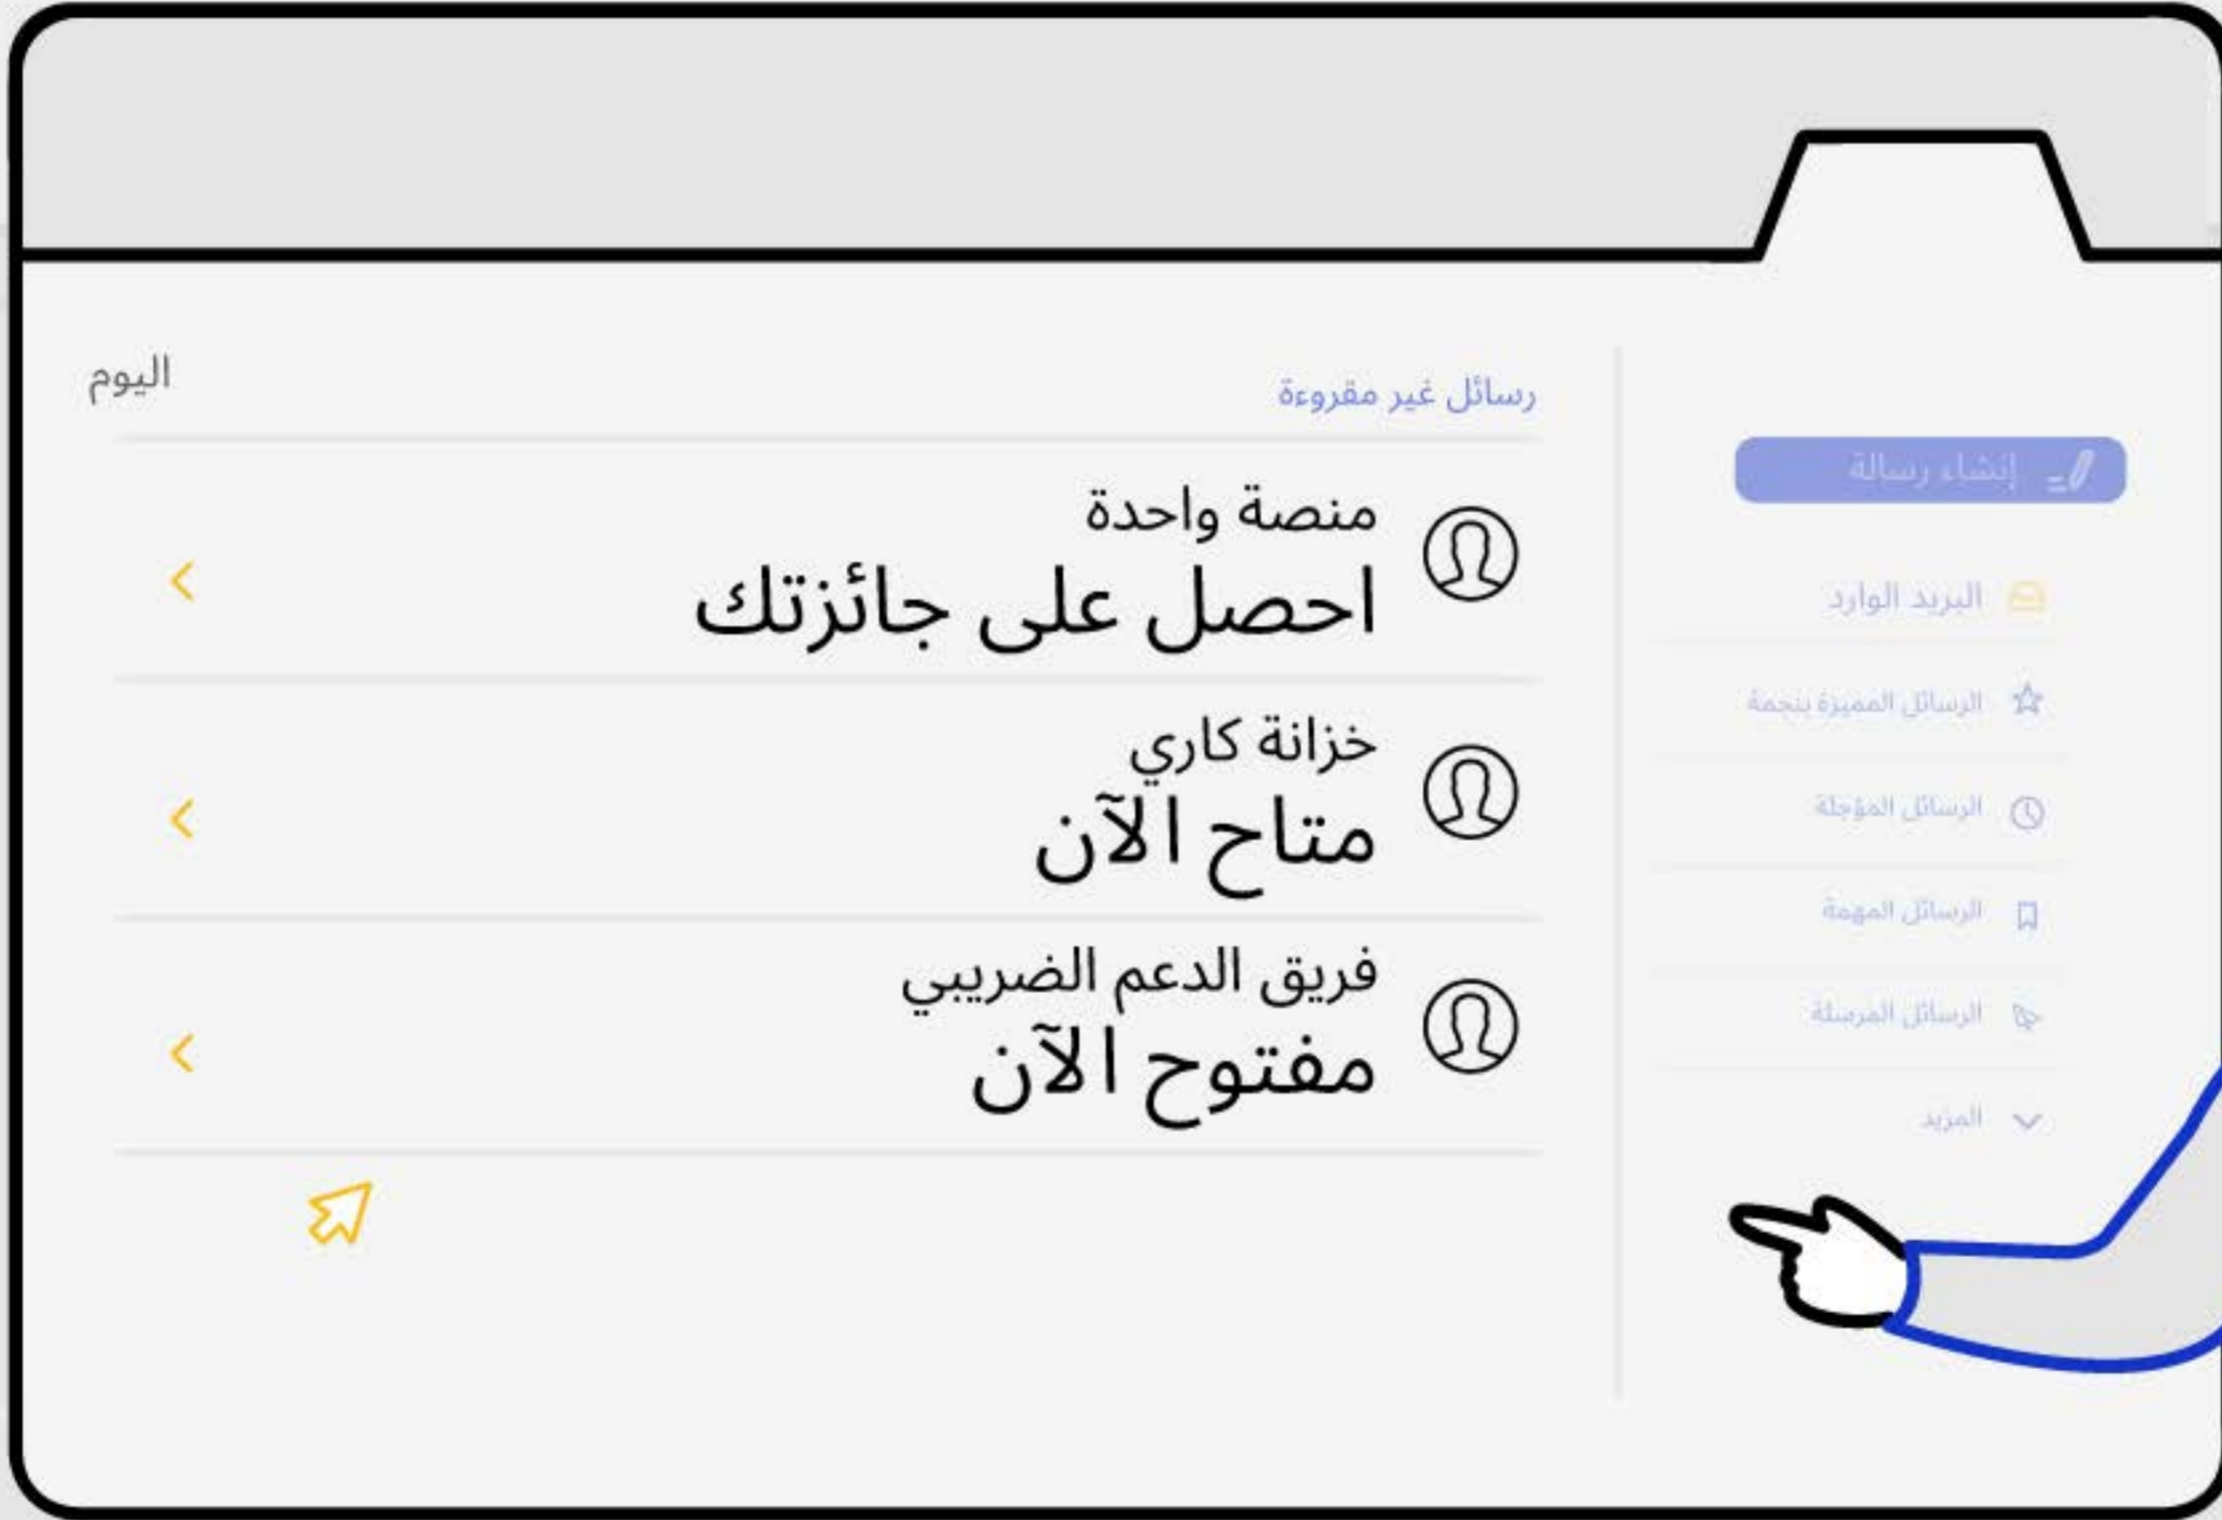 إنشاء رسالة
البريد الوارد
الرسائل المميزة بنجمة
الرسائل المؤجلة
الرسائل المهمة
الرسائل المرسلة
المزيد
رسائل غير مقروءة
اليوم
منصة واحدة
احصل على جائزتك
خزانة كاري
متاح الآن
فريق الدعم الضريبي
مفتوح الآن